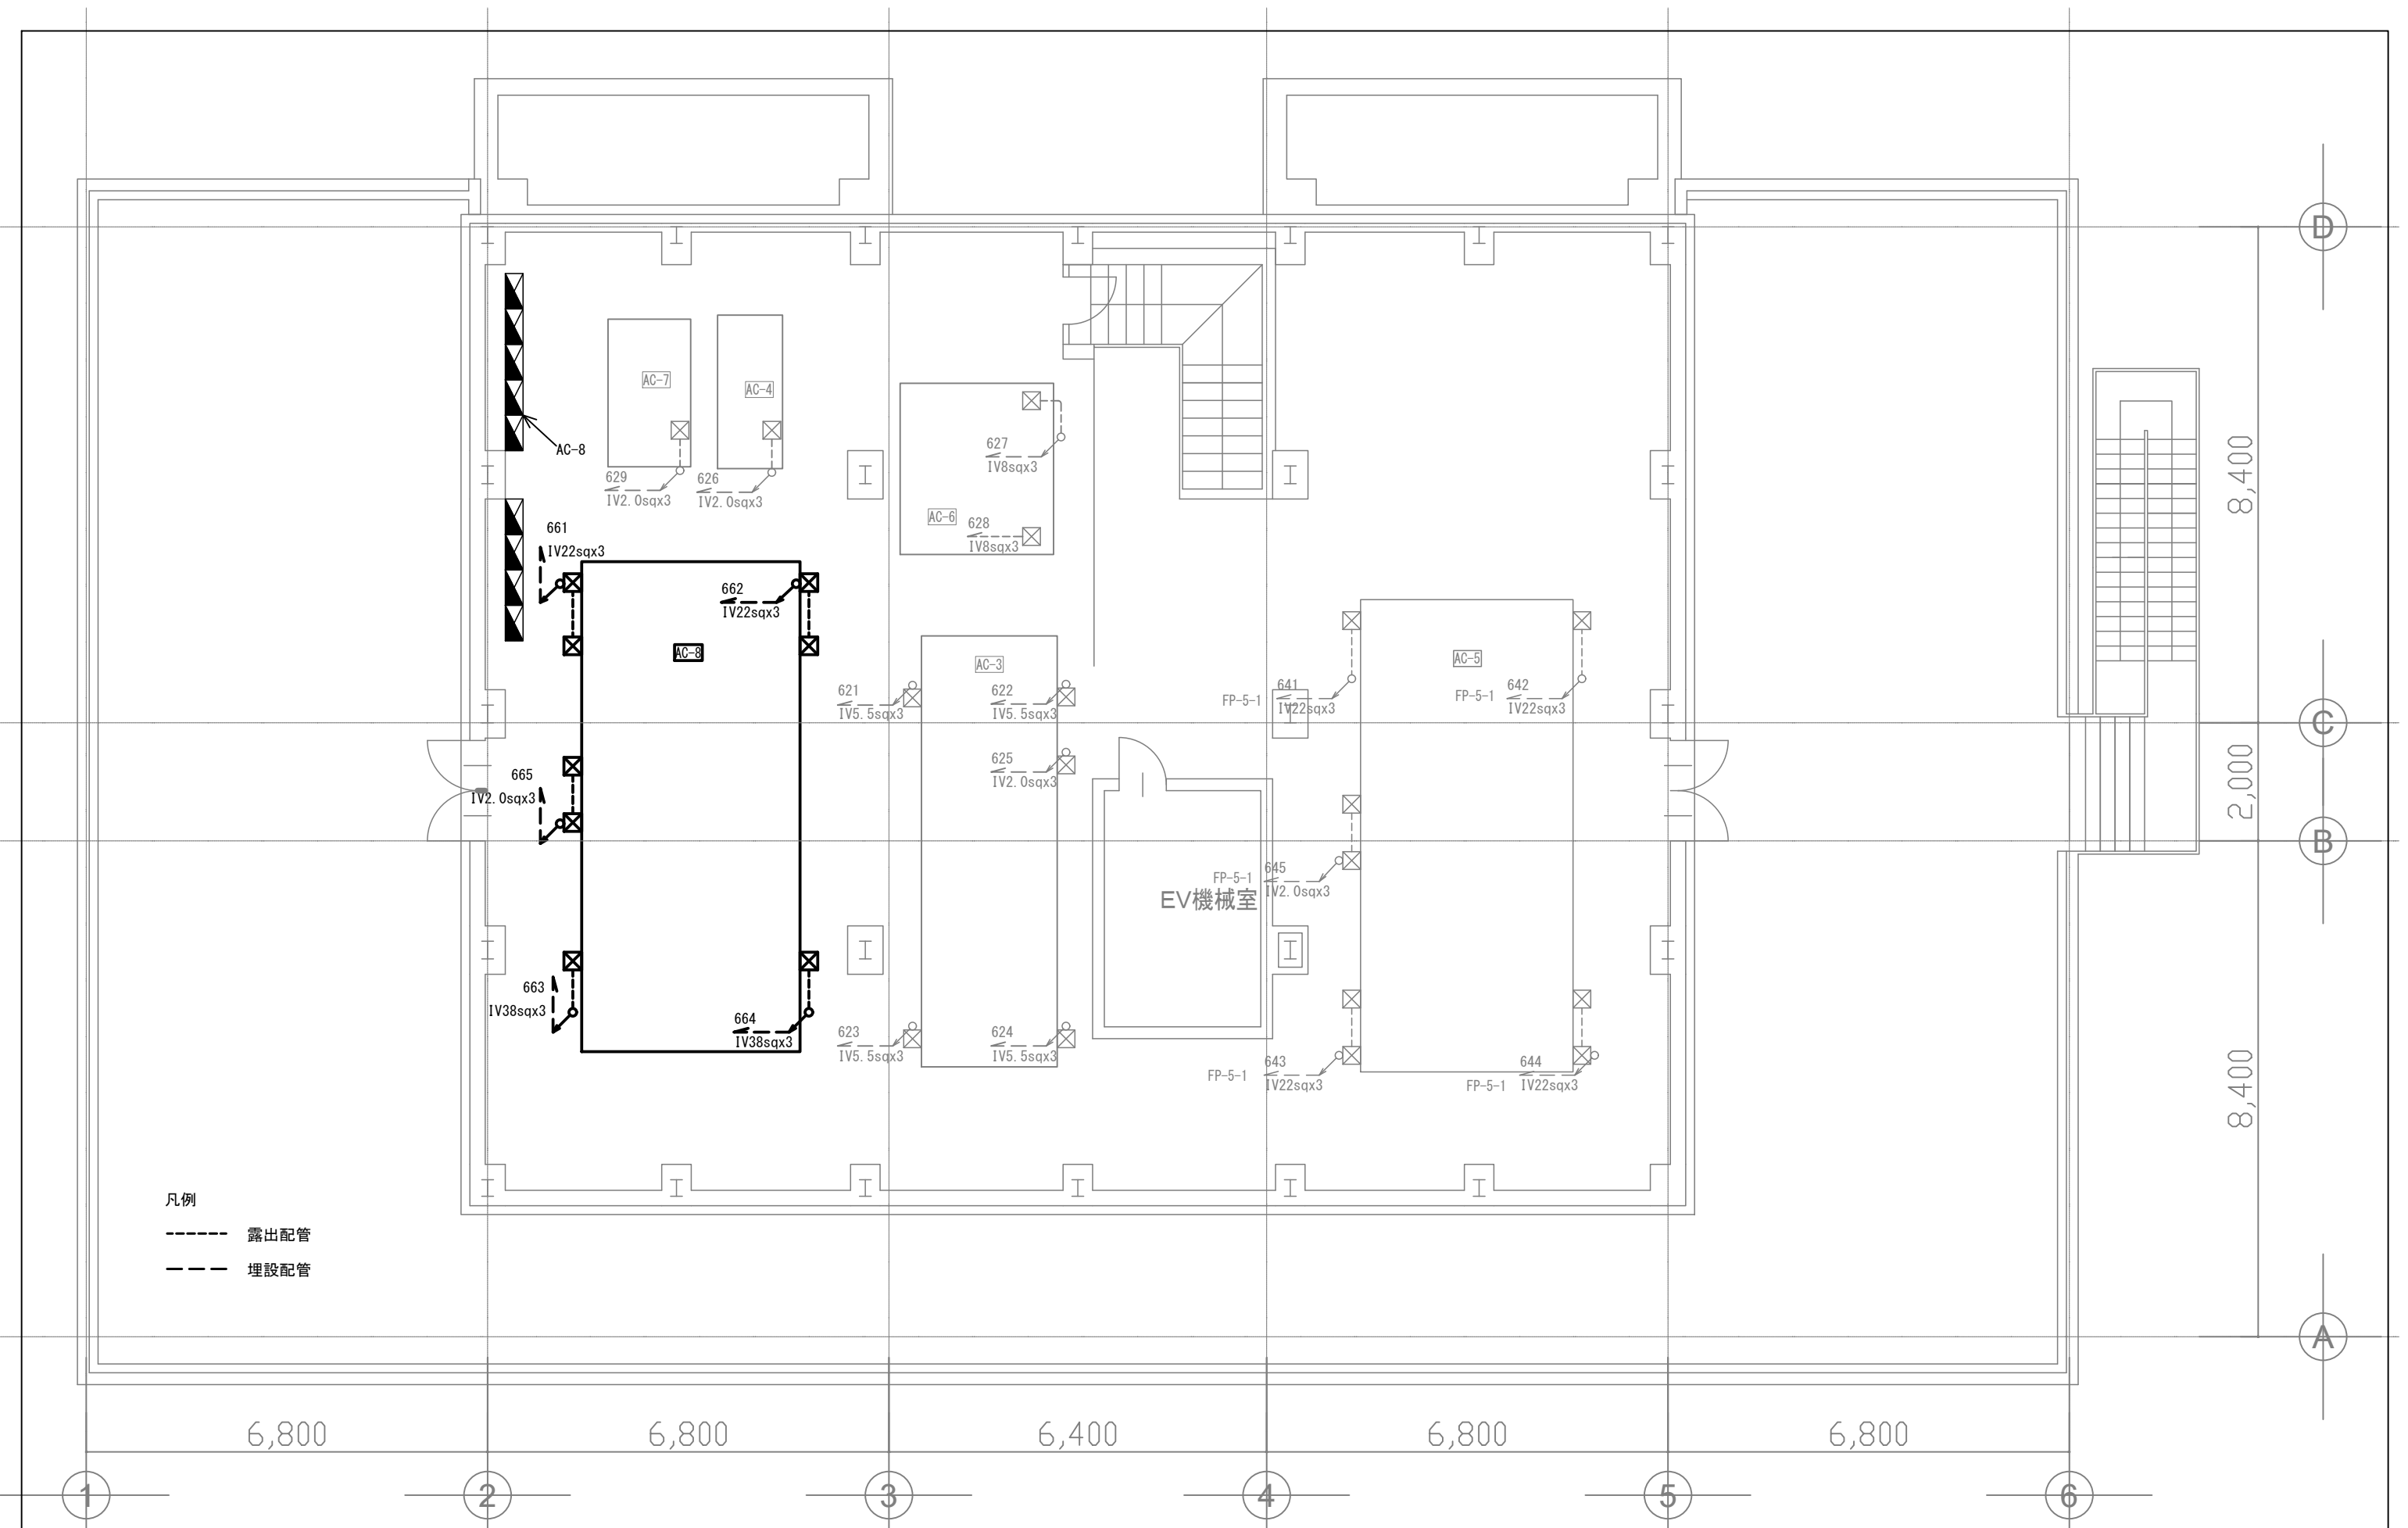 D
8,400
AC-7
AC-4
627
IV8sqx3
AC-8
629
IV2.0sqx3
626
IV2.0sqx3
AC-6
628
IV8sqx3
661
IV22sqx3
662
IV22sqx3
AC-8
AC-3
AC-5
621
IV5.5sqx3
622
IV5.5sqx3
FP-5-1
641
IV22sqx3
FP-5-1
642
IV22sqx3
C
665
IV2.0sqx3
625
IV2.0sqx3
2,000
B
FP-5-1
645
IV2.0sqx3
EV機械室
663
IV38sqx3
664
IV38sqx3
623
IV5.5sqx3
624
IV5.5sqx3
FP-5-1
643
IV22sqx3
FP-5-1
644
IV22sqx3
8,400
凡例
露出配管
埋設配管
A
6,800
6,800
6,400
6,800
6,800
1
2
3
4
5
6